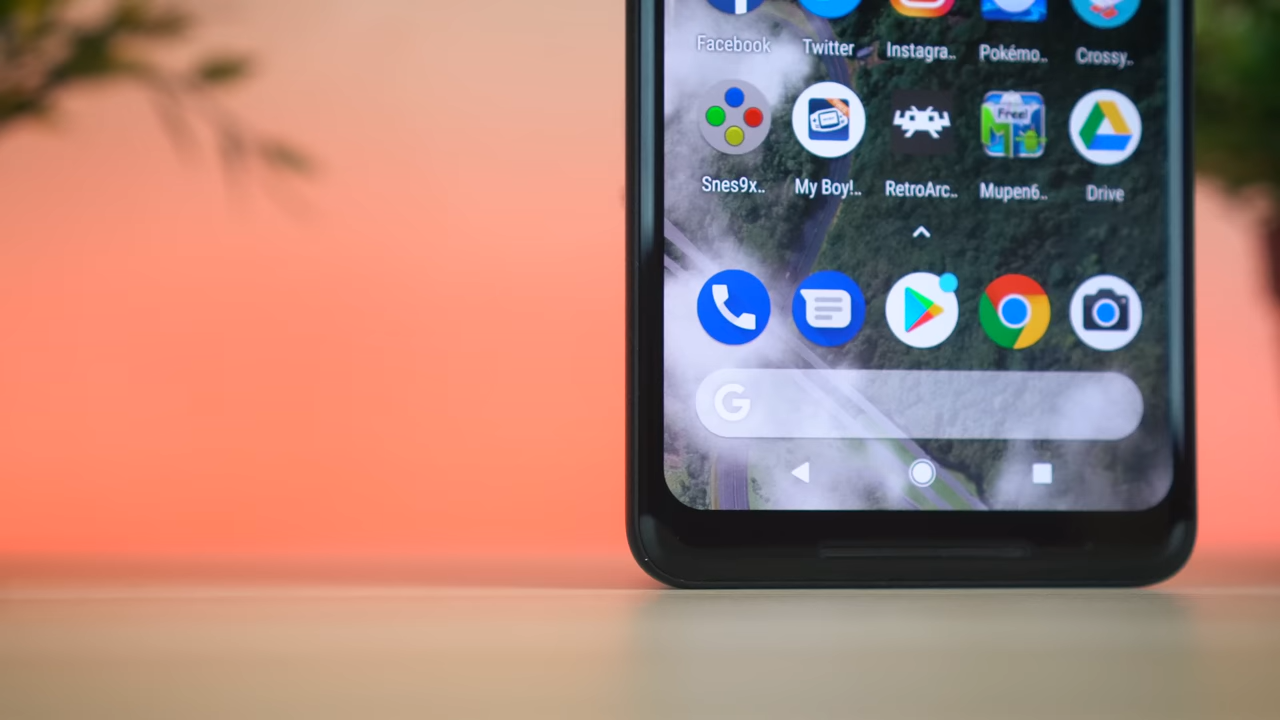 Facebook Twitter Instagra.. Pokémo.. Crossy..
Free!
Snes9x.. My Boy!.. RetroArc.. Mupen6.. Drive
G